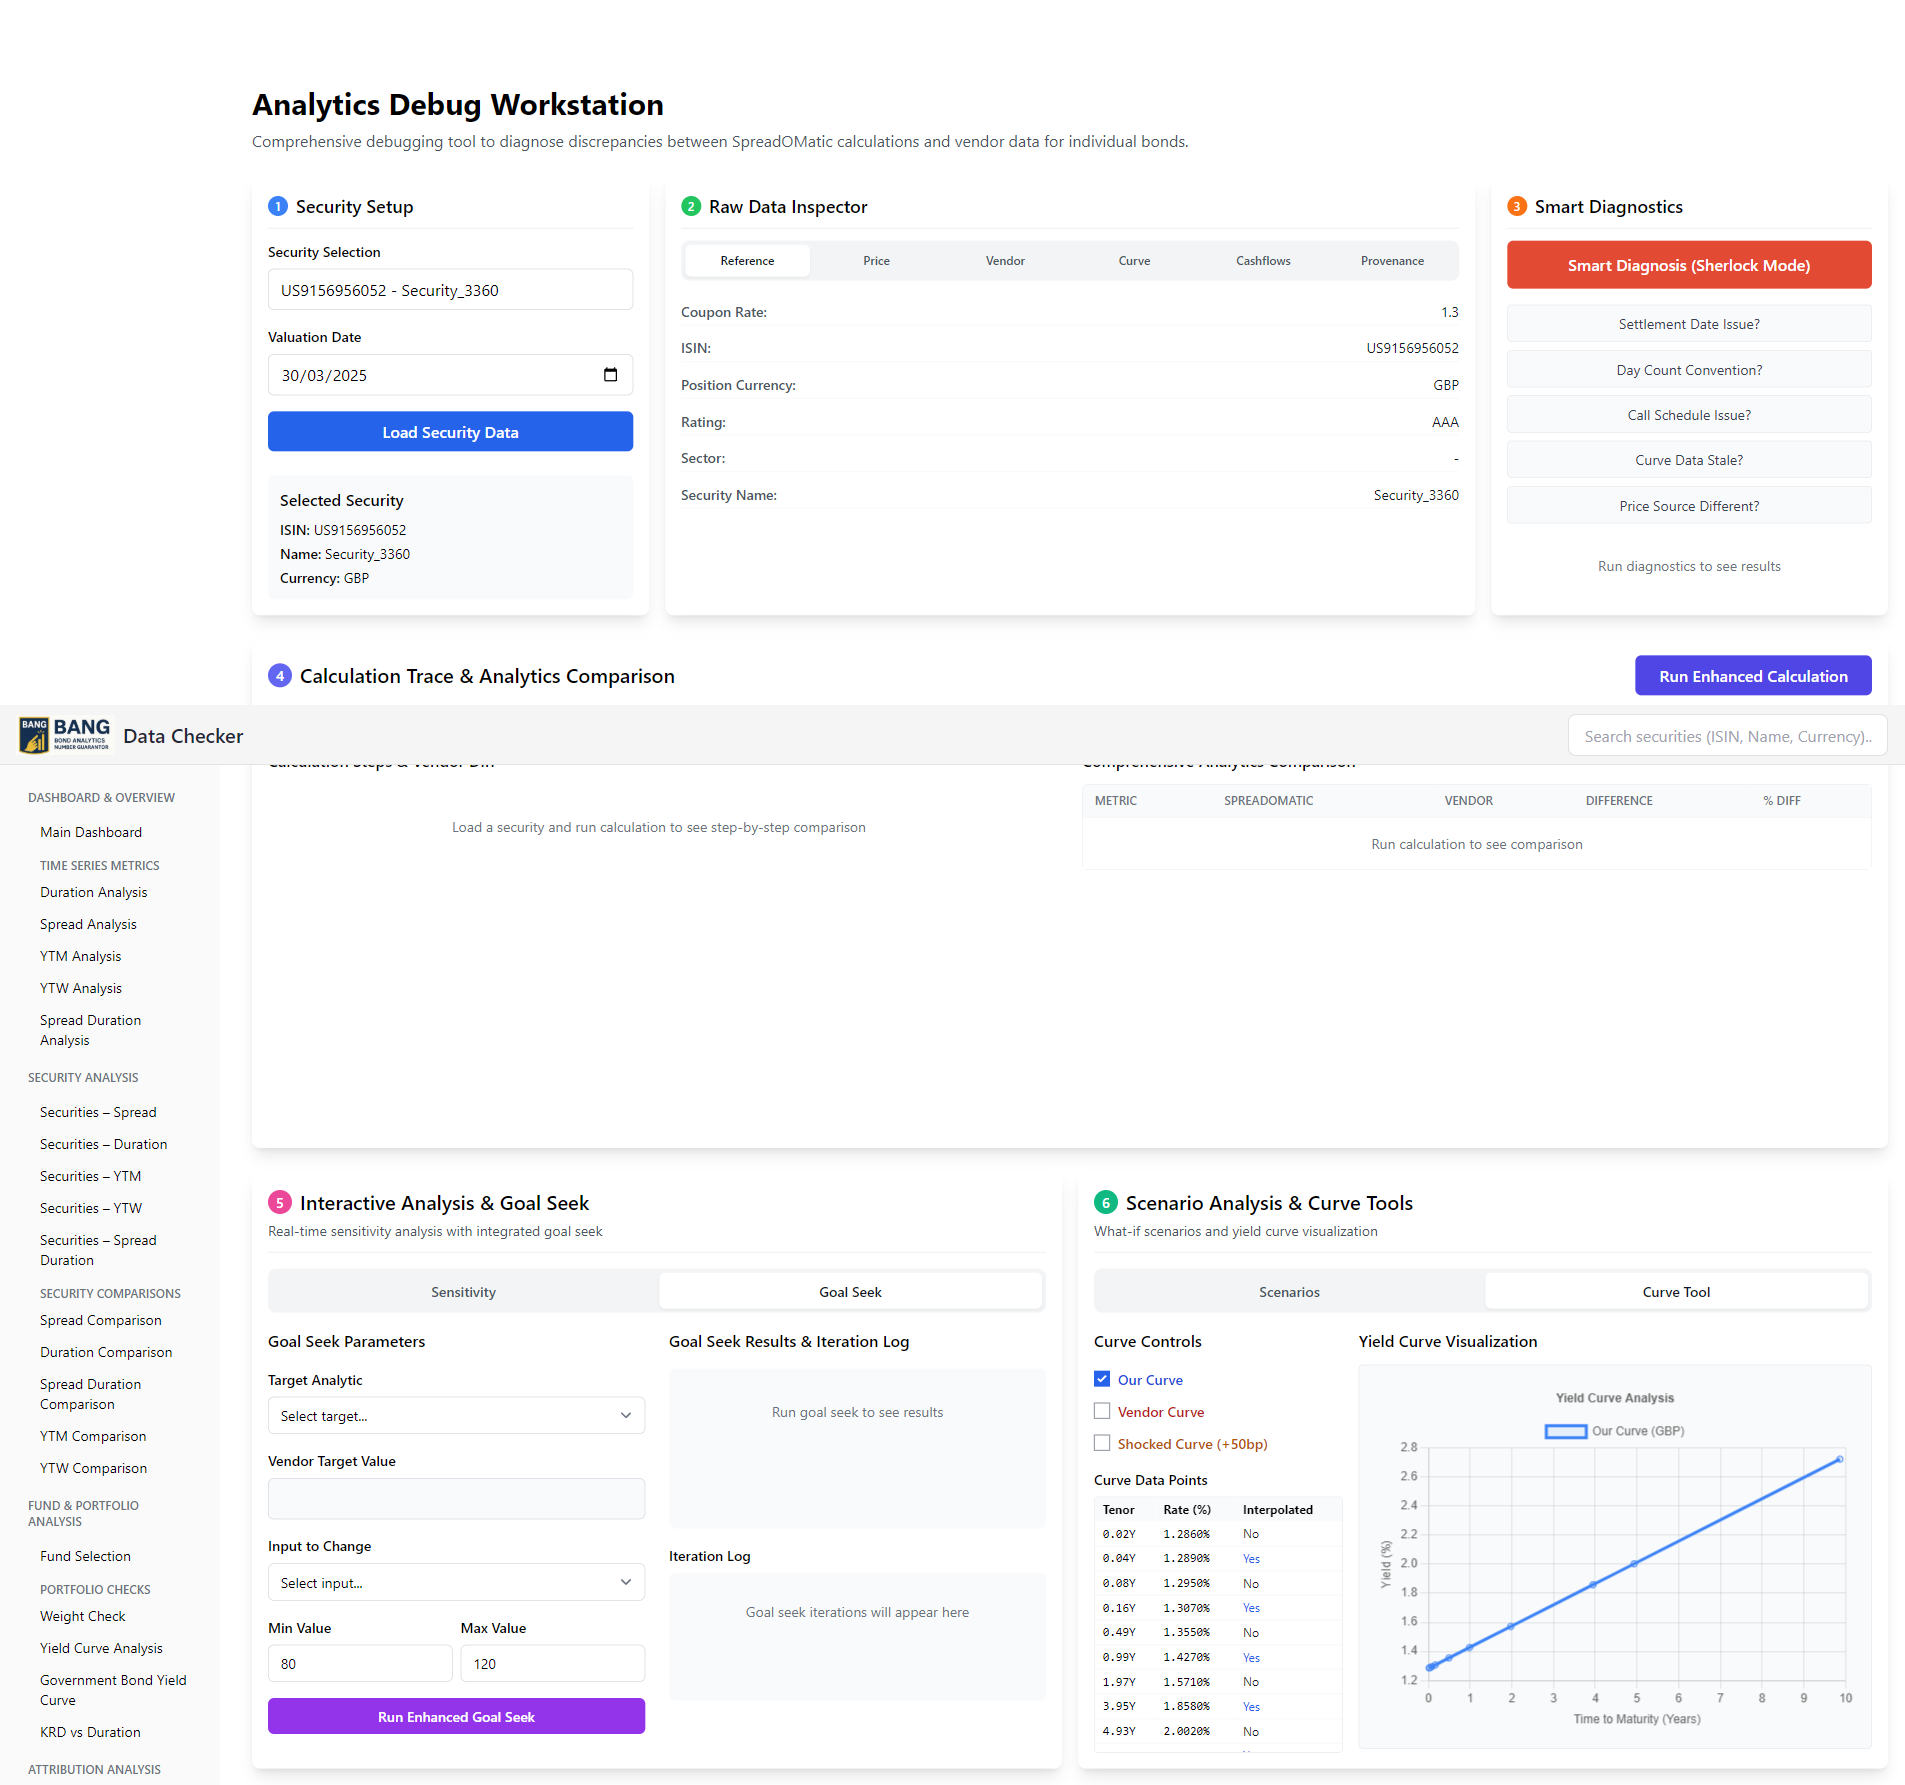 Analytics Debug Workstation
Comprehensive debugging tool to diagnose discrepancies between SpreadOMatic calculations and vendor data for individual bonds.
1 Security Setup
Security Selection
US9156956052 - Security_3360
Valuation Date
30/03/2025
Load Security Data
Selected Security
ISIN: US9156956052
Name: Security_3360
Currency: GBP
2 Raw Data Inspector
Reference Price Vendor Curve Cashflows Provenance
Coupon Rate: 1.3
ISIN: US9156956052
Position Currency: GBP
Rating: AAA
Sector: -
Security Name: Security_3360
3 Smart Diagnostics
Smart Diagnosis (Sherlock Mode)
Settlement Date Issue?
Day Count Convention?
Call Schedule Issue?
Curve Data Stale?
Price Source Different?
Run diagnostics to see results
4 Calculation Trace & Analytics Comparison
Run Enhanced Calculation
BANG
BANG
BOND ANALYTICS
NUMBER GUARANTOR
Data Checker
Search securities (ISIN, Name, Currency)..
Calculation Steps & Vendor Diff
Load a security and run calculation to see step-by-step comparison
Comprehensive Analytics Comparison
METRIC SPREADOMATIC VENDOR DIFFERENCE % DIFF
Run calculation to see comparison
DASHBOARD & OVERVIEW
Main Dashboard
TIME SERIES METRICS
Duration Analysis
Spread Analysis
YTM Analysis
YTW Analysis
Spread Duration
Analysis
SECURITY ANALYSIS
Securities – Spread
Securities – Duration
Securities – YTM
Securities – YTW
Securities – Spread
Duration
SECURITY COMPARISONS
Spread Comparison
Duration Comparison
Spread Duration
Comparison
YTM Comparison
YTW Comparison
FUND & PORTFOLIO
ANALYSIS
Fund Selection
PORTFOLIO CHECKS
Weight Check
Yield Curve Analysis
Government Bond Yield
Curve
KRD vs Duration
ATTRIBUTION ANALYSIS
5 Interactive Analysis & Goal Seek
Real-time sensitivity analysis with integrated goal seek
Sensitivity Goal Seek
Goal Seek Parameters
Target Analytic
Select target...
Vendor Target Value
Input to Change
Select input...
Min Value Max Value
80 120
Run Enhanced Goal Seek
Goal Seek Results & Iteration Log
Run goal seek to see results
Iteration Log
Goal seek iterations will appear here
6 Scenario Analysis & Curve Tools
What-if scenarios and yield curve visualization
Scenarios Curve Tool
Curve Controls
Our Curve
Vendor Curve
Shocked Curve (+50bp)
Curve Data Points
Tenor Rate (%) Interpolated
0.02Y 1.2860% No
0.04Y 1.2890% Yes
0.08Y 1.2950% No
0.16Y 1.3070% Yes
0.49Y 1.3550% No
0.99Y 1.4270% Yes
1.97Y 1.5710% No
3.95Y 1.8580% Yes
4.93Y 2.0020% No
Yield Curve Visualization
Yield Curve Analysis
Our Curve (GBP)
Yield (%)
2.8
2.6
2.4
2.2
2.0
1.8
1.6
1.4
1.2
0 1 2 3 4 5 6 7 8 9 10
Time to Maturity (Years)